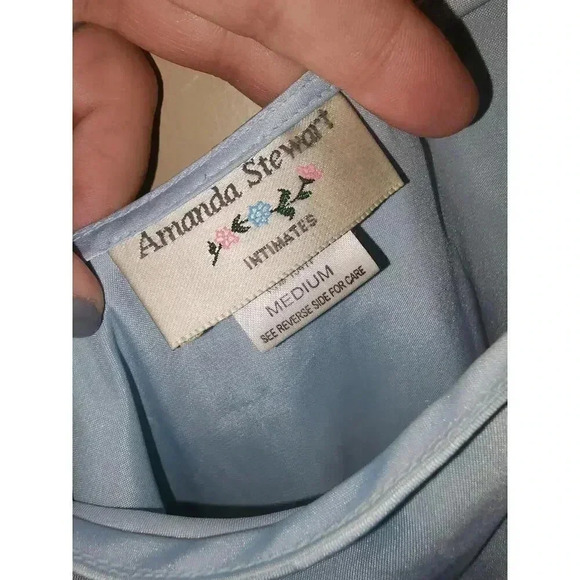 Amanda Stewart
INTIMATES
MEDIUM
SEE REVERSE SIDE FOR CARE